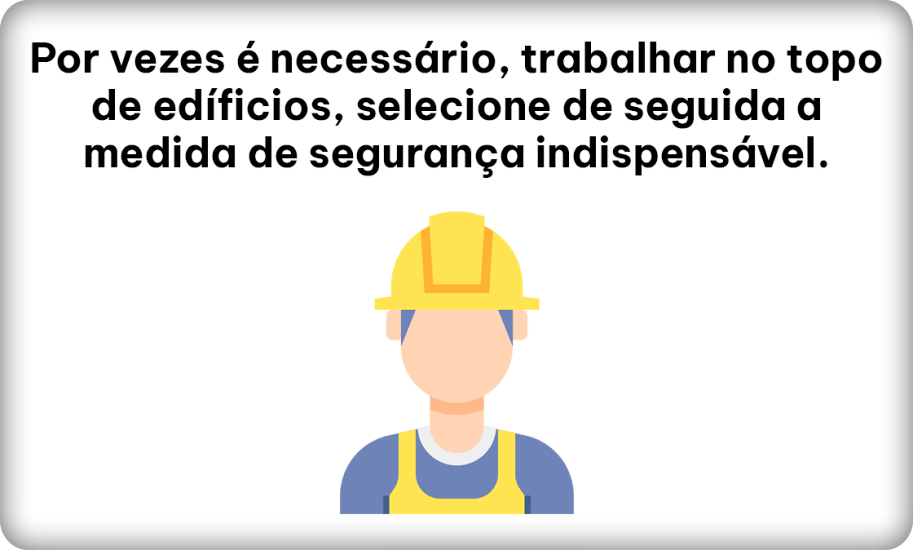 Por vezes é necessário, trabalhar no topo
de edíficios, selecione de seguida a
medida de segurança indispensável.